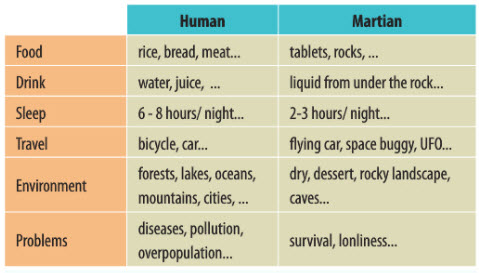 Human Martian
Food rice, bread, meat... tablets, rocks, ...
Drink water, juice, ... liquid from under the rock...
Sleep 6 - 8 hours/ night... 2-3 hours/ night...
Travel bicycle, car... flying car, space buggy, UFO...
Environment forests, lakes, oceans, dry, dessert, rocky landscape,
mountains, cities, ... caves...
Problems diseases, pollution, survival, lonliness...
overpopulation...